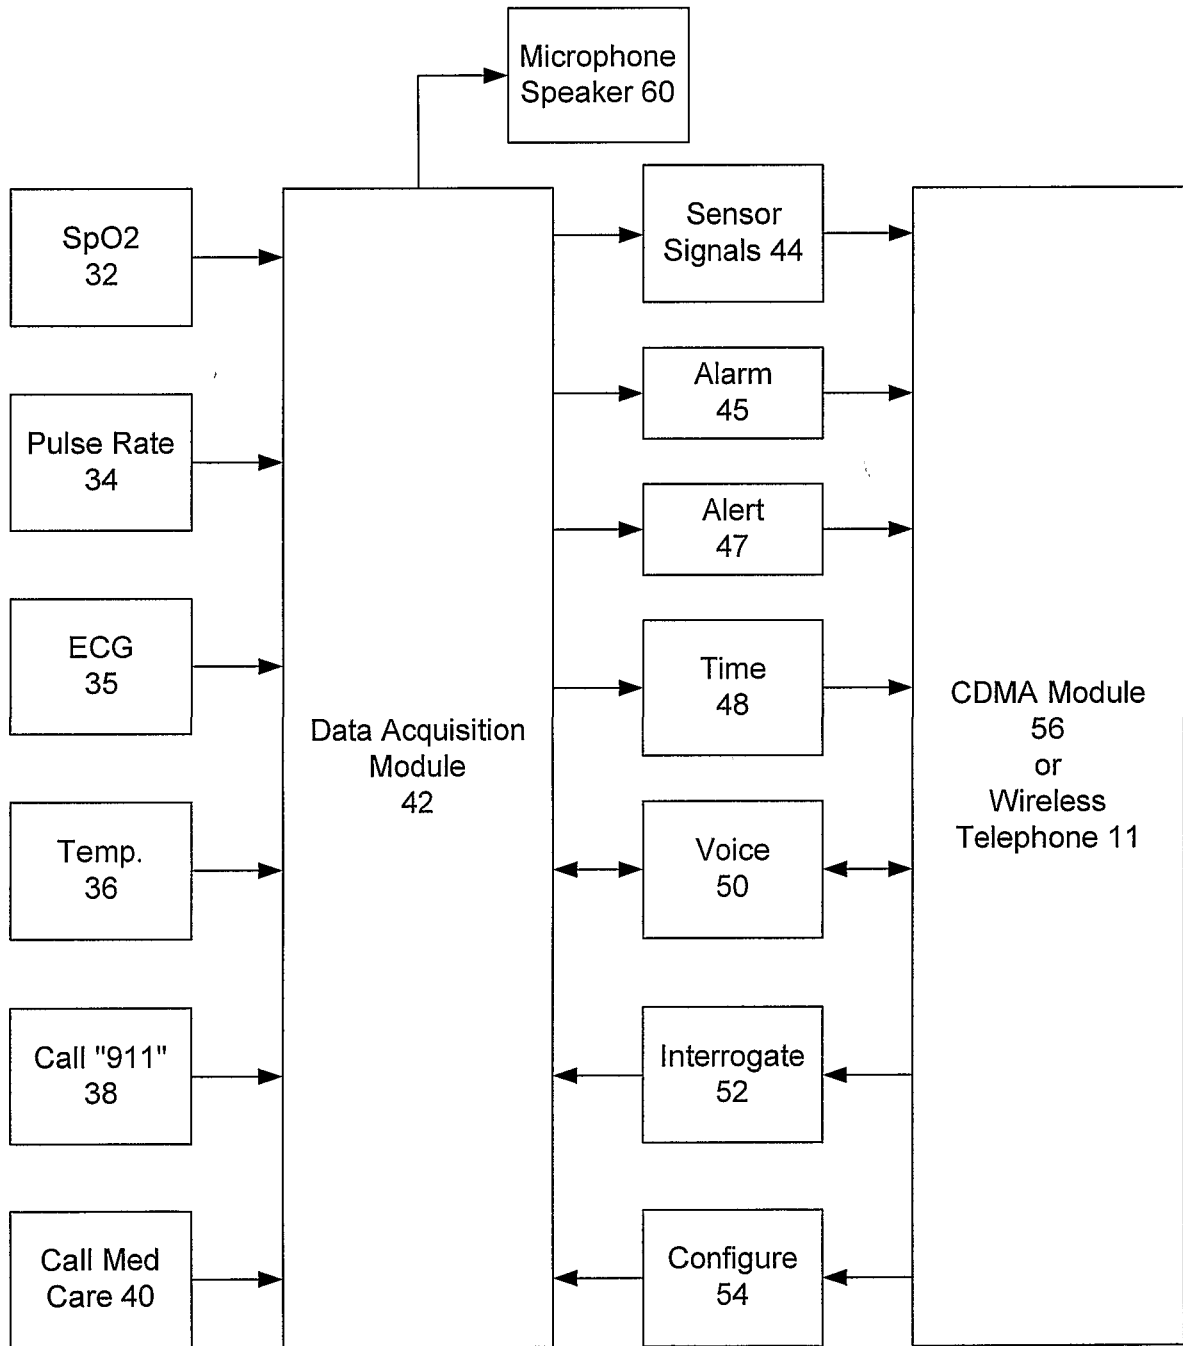 Microphone
Speaker 60
SpO2
32
Pulse Rate
34
ECG
35
Temp.
36
Call "911"
38
Call Med
Care 40
Data Acquisition
Module
42
Sensor
Signals 44
Alarm
45
Alert
47
Time
48
Voice
50
Interrogate
52
Configure
54
CDMA Module
56
or
Wireless
Telephone 11